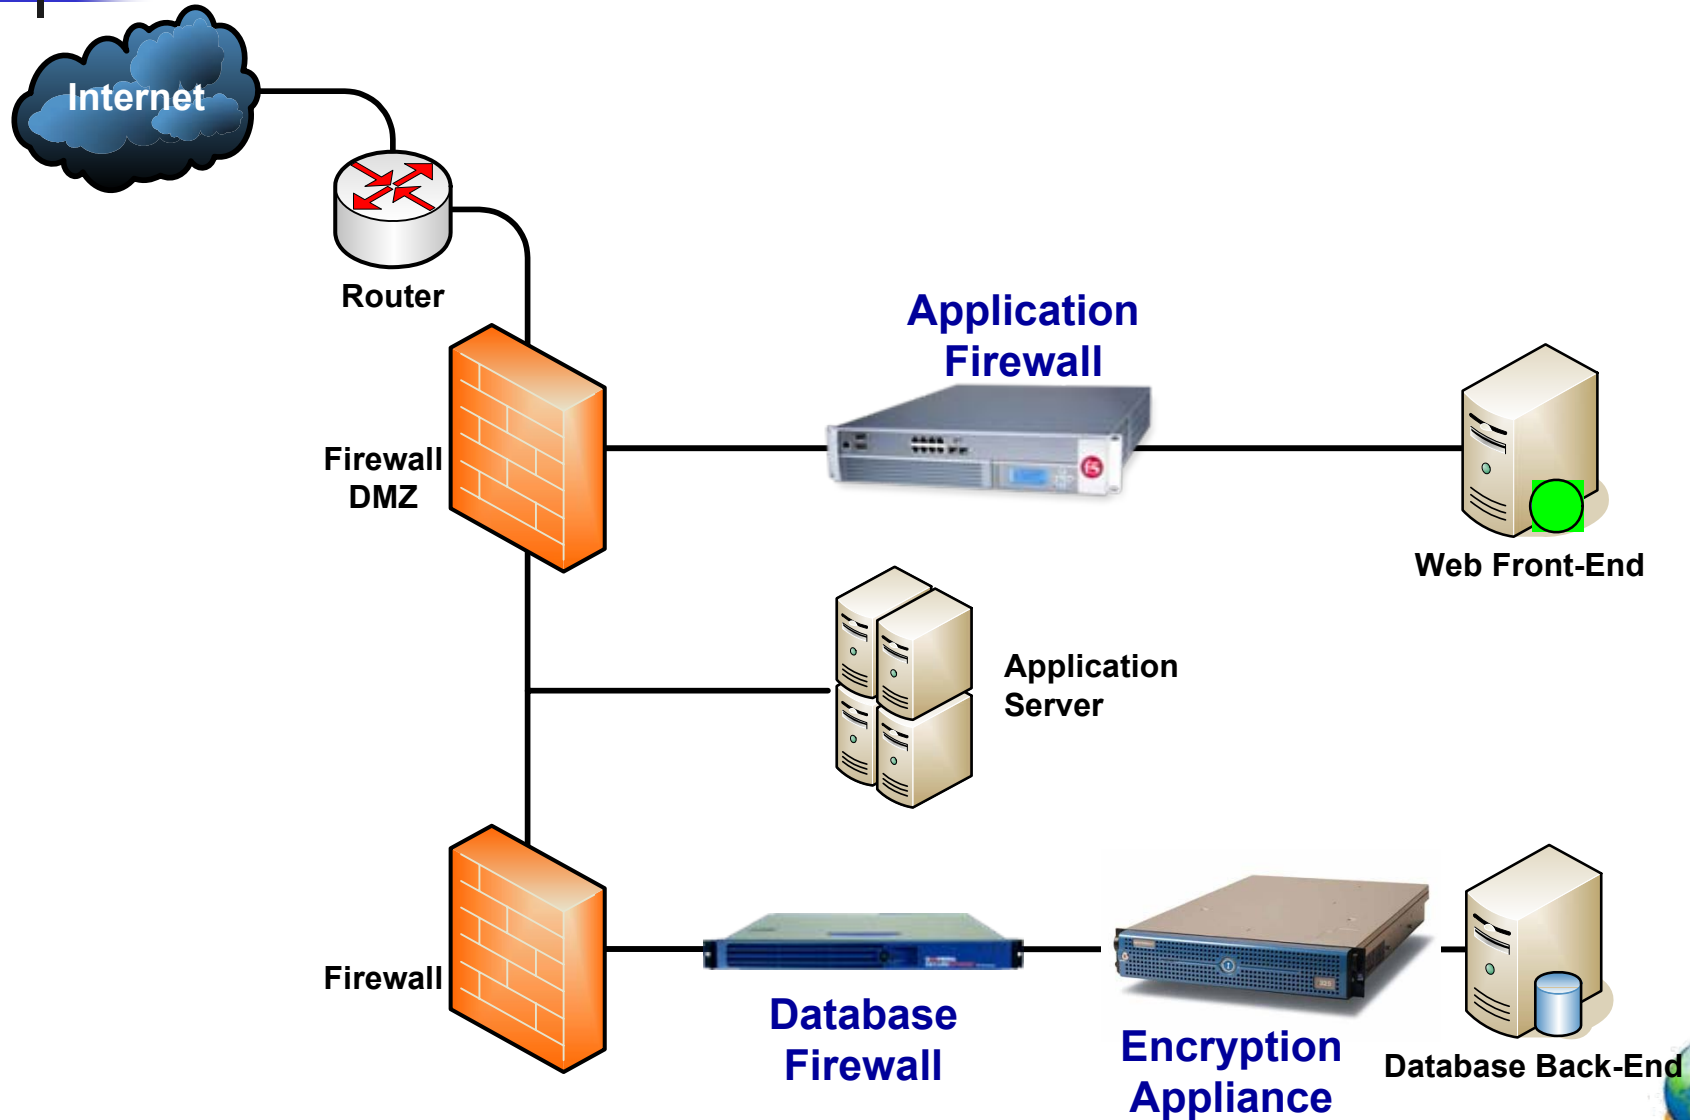 Internet
Router
Application
Firewall
Firewall
DMZ
Web Front-End
Application
Server
Firewall
Database
Firewall
Encryption
Appliance
Database Back-End
f5